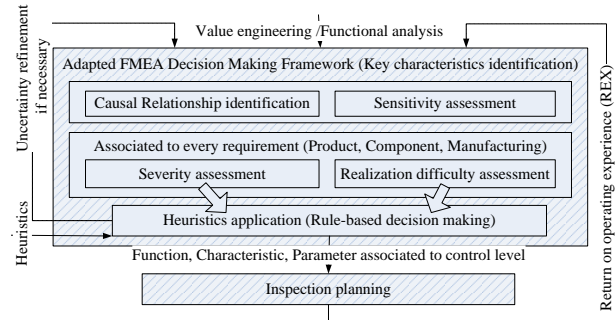 Value engineering /Functional analysis
Adapted FMEA Decision Making Framework (Key characteristics identification)
Causal Relationship identification
Sensitivity assessment
Associated to every requirement (Product, Component, Manufacturing)
Severity assessment
Realization difficulty assessment
Heuristics application (Rule-based decision making)
Function, Characteristic, Parameter associated to control level
Inspection planning
Uncertainty refinement
if necessary
Heuristics
Return on operating experience (REX)